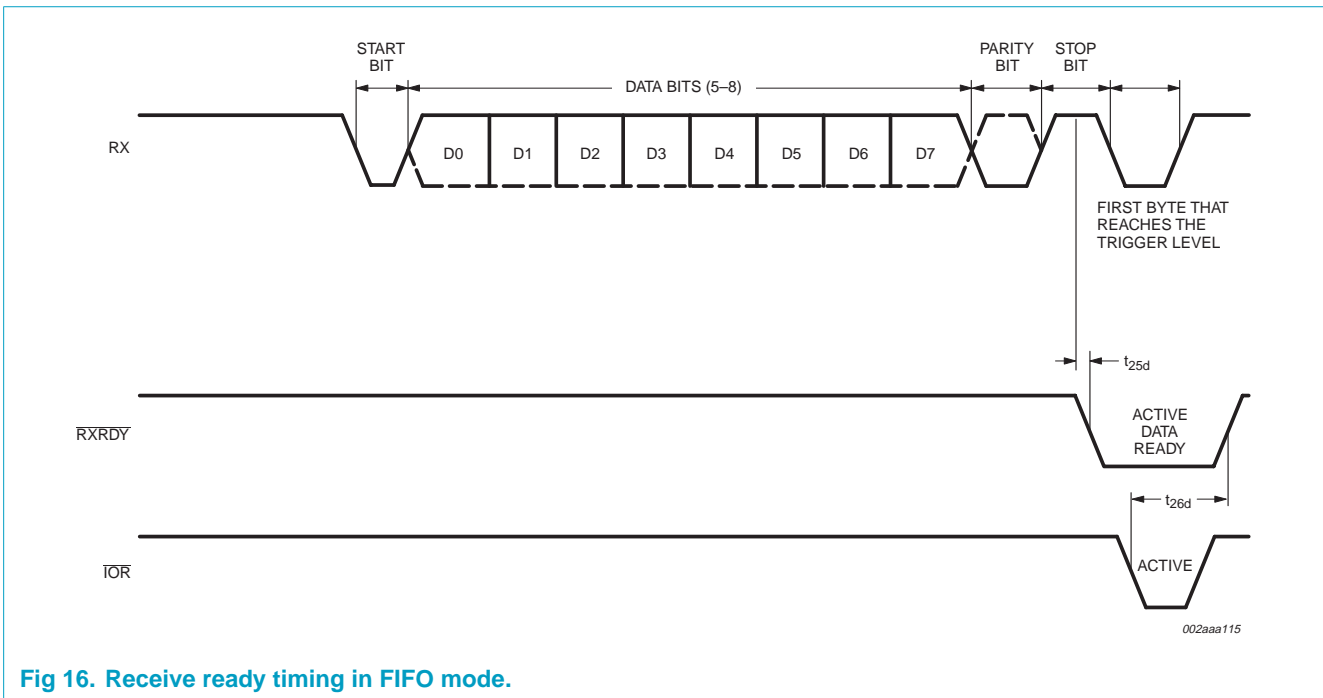 START
BIT
DATA BITS (5–8)
PARITY
BIT
STOP
BIT
RX
D0
D1
D2
D3
D4
D5
D6
D7
FIRST BYTE THAT
REACHES THE
TRIGGER LEVEL
t25d
RXRDY
ACTIVE
DATA
READY
t26d
IOR
ACTIVE
002aaa115
Fig 16. Receive ready timing in FIFO mode.